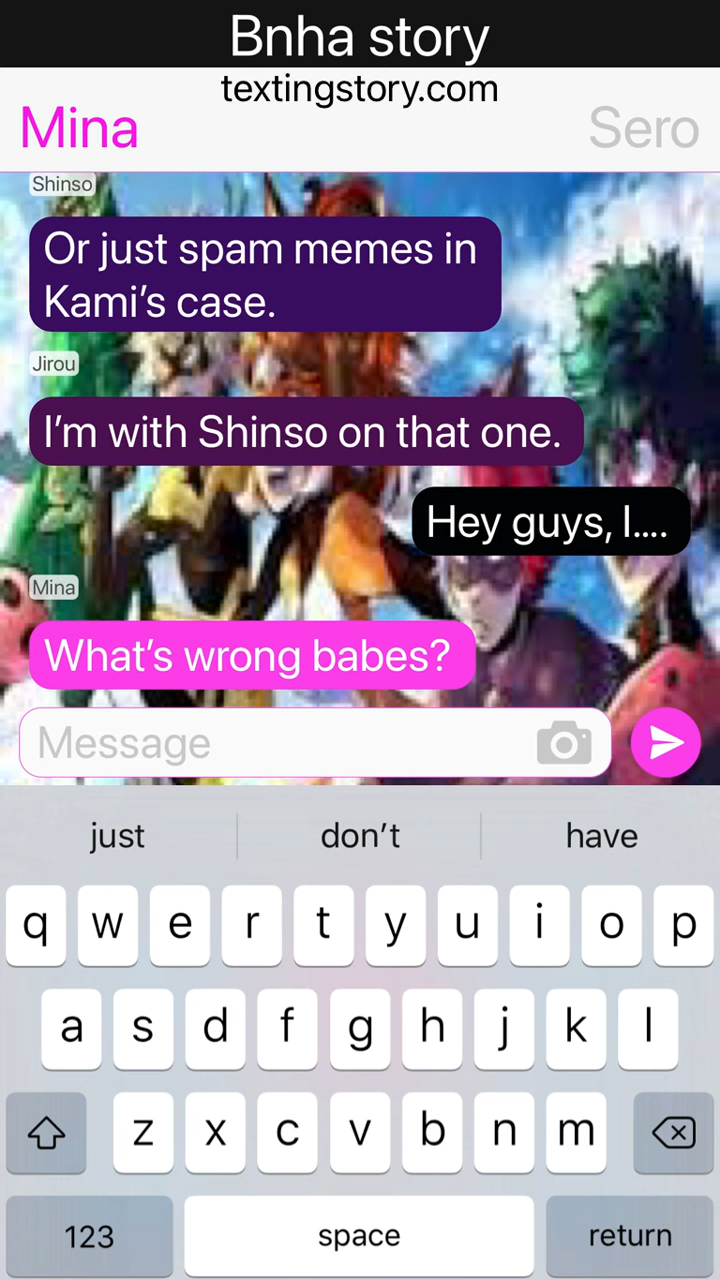 Bnha story
textingstory.com
Mina
Sero
Shinso
Or just spam memes in
Kami’s case.
Jirou
I’m with Shinso on that one.
Hey guys, I....
Mina
What’s wrong babes?
Message
just
don’t
have
q w e r t y u i o p
a s d f g h j k l
z x c v b n m
123
space
return